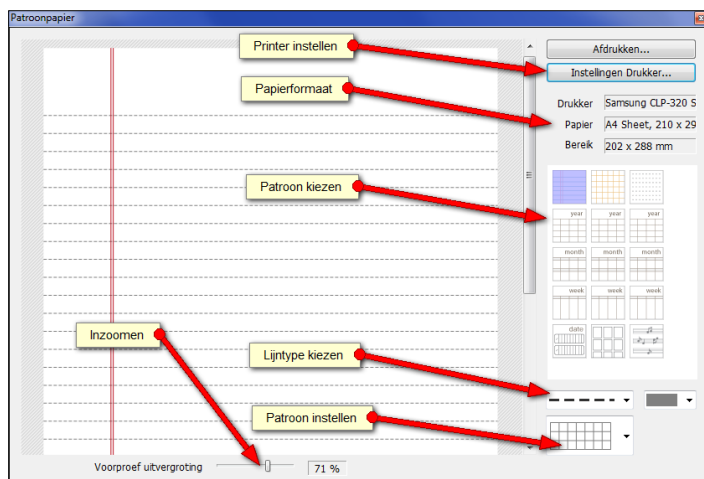 Patroonpapier
Printer instellen
Afdrukken...
Instellingen Drukker...
Papierformaat
Drukker Samsung CLP-320 S
Papier A4 Sheet, 210 x 29
Bereik 202 x 288 mm
Patroon kiezen
year year year
month month month
week week week
Inzoomen
date
Lijntype kiezen
Patroon instellen
Voorproef uitvergroting 71 %